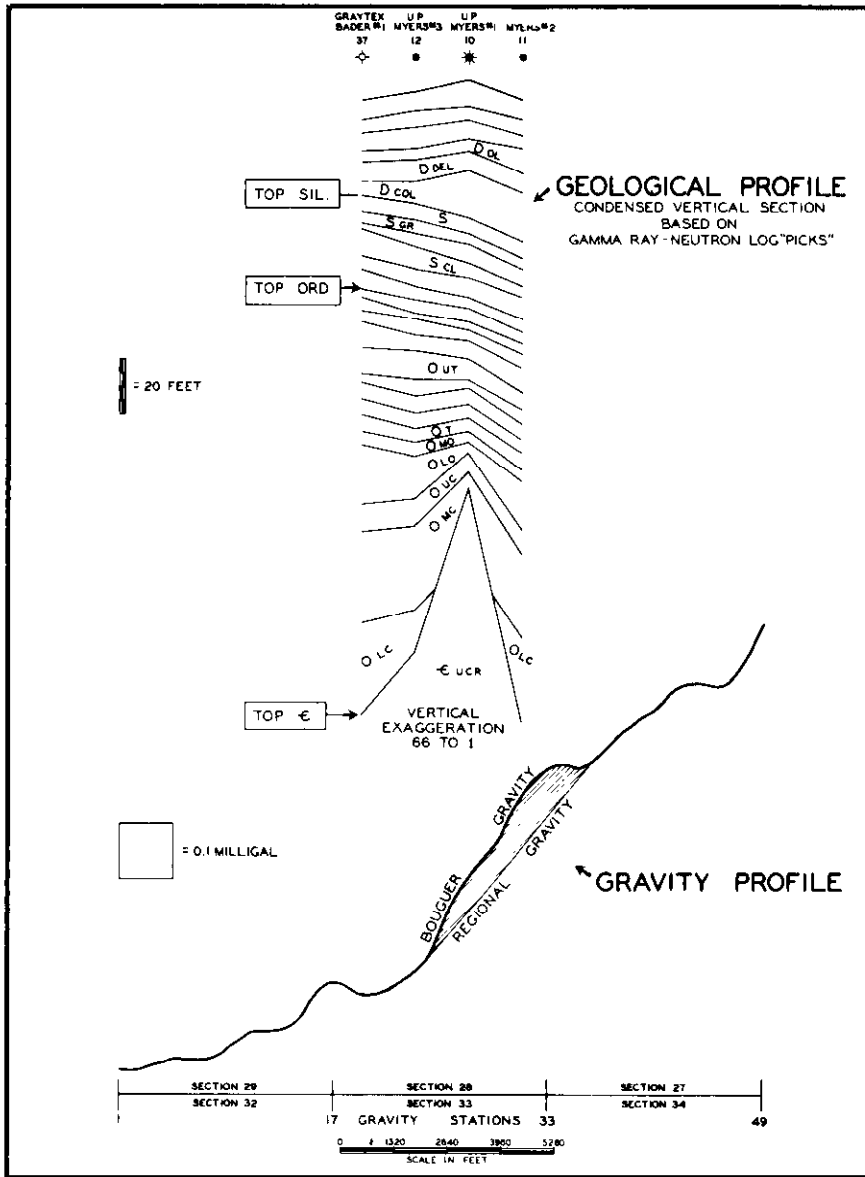 GRAYTEX UP UP
BADER #1 MYERS#3 MYERS#1 MYERS#2
37 12 10 11
D OL
D DEL
TOP SIL.
D COL
GEOLOGICAL PROFILE
CONDENSED VERTICAL SECTION
BASED ON
GAMMA RAY-NEUTRON LOG "PICKS"
S
S GR
S CL
TOP ORD
= 20 FEET
O UT
O T
O MO
O LO
O UC
O MC
O LC
O LC
Є UCR
TOP Є
VERTICAL
EXAGGERATION
66 TO 1
= 0.1 MILLIGAL
BOUGUER GRAVITY
REGIONAL GRAVITY
GRAVITY PROFILE
SECTION 29 SECTION 28 SECTION 27
SECTION 32 SECTION 33 SECTION 34
1 17 GRAVITY STATIONS 33 49
0 1320 2640 3960 5280
SCALE IN FEET